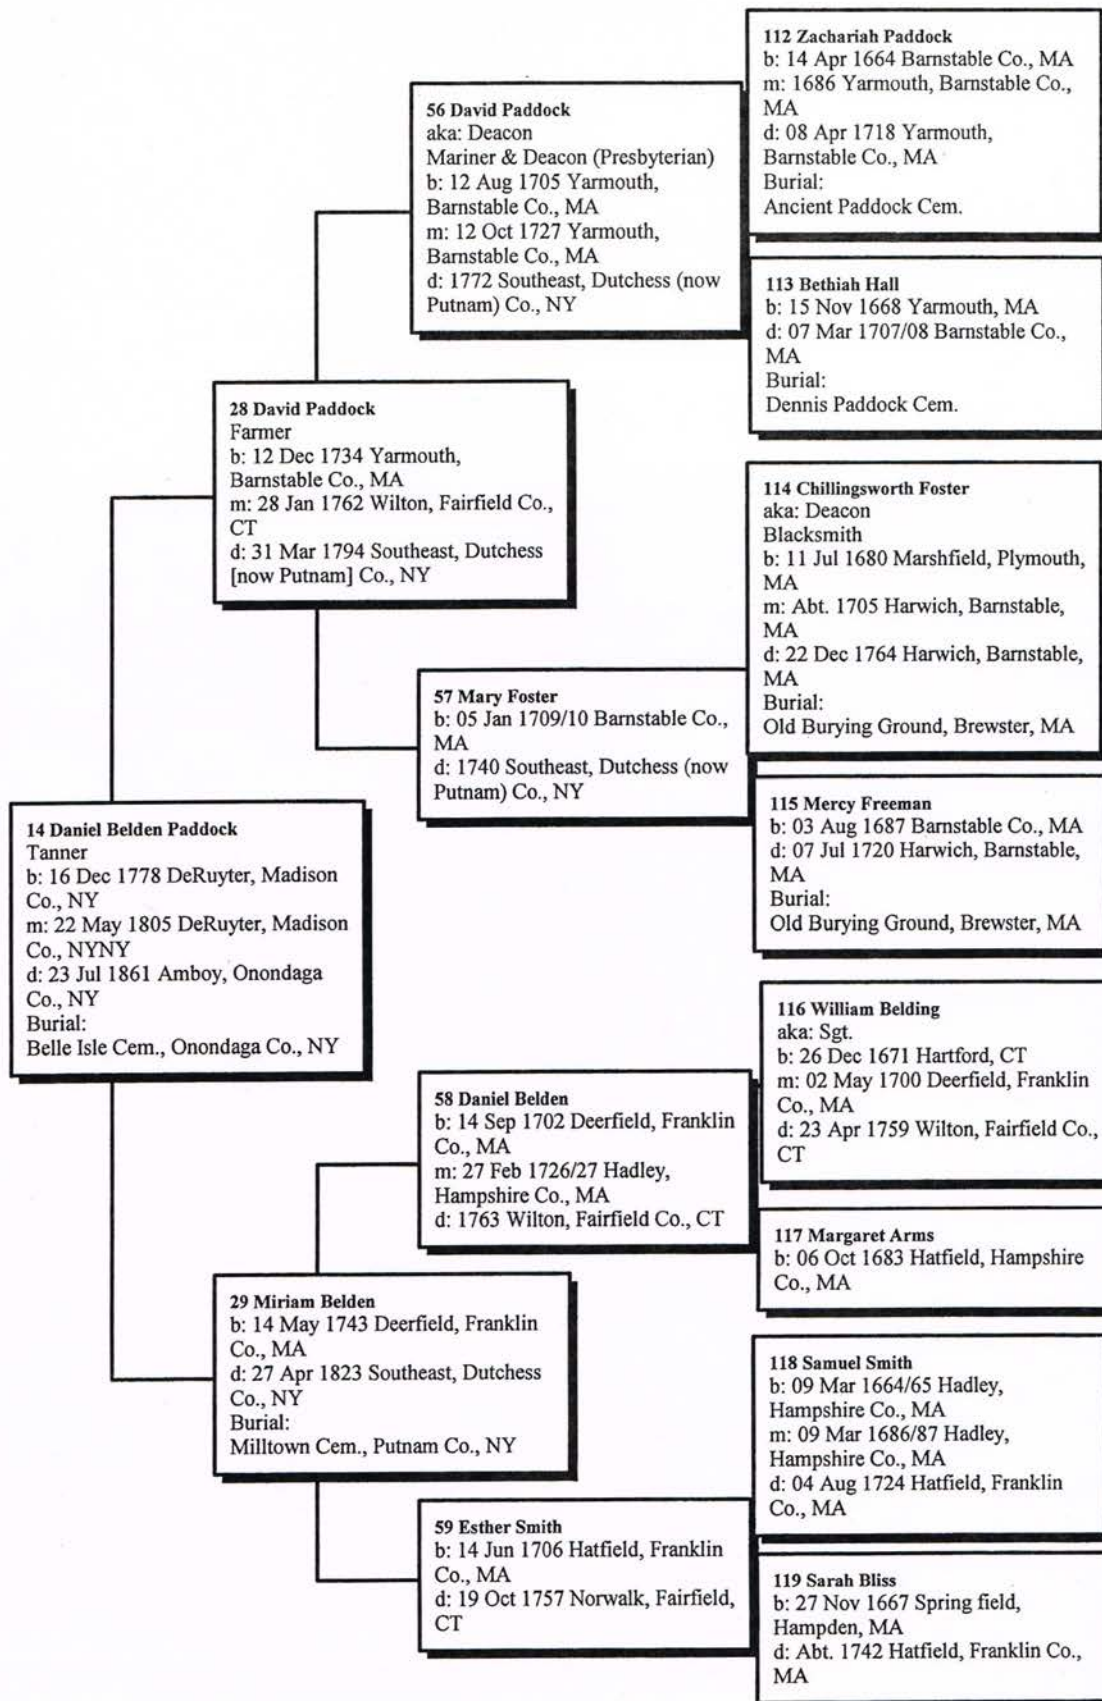 112 Zachariah Paddock
b: 14 Apr 1664 Barnstable Co., MA
m: 1686 Yarmouth, Barnstable Co.,
MA
d: 08 Apr 1718 Yarmouth,
Barnstable Co., MA
Burial:
Ancient Paddock Cem.
56 David Paddock
aka: Deacon
Mariner & Deacon (Presbyterian)
b: 12 Aug 1705 Yarmouth,
Barnstable Co., MA
m: 12 Oct 1727 Yarmouth,
Barnstable Co., MA
d: 1772 Southeast, Dutchess (now
Putnam) Co., NY
113 Bethiah Hall
b: 15 Nov 1668 Yarmouth, MA
d: 07 Mar 1707/08 Barnstable Co.,
MA
Burial:
Dennis Paddock Cem.
28 David Paddock
Farmer
b: 12 Dec 1734 Yarmouth,
Barnstable Co., MA
m: 28 Jan 1762 Wilton, Fairfield Co.,
CT
d: 31 Mar 1794 Southeast, Dutchess
[now Putnam] Co., NY
114 Chillingsworth Foster
aka: Deacon
Blacksmith
b: 11 Jul 1680 Marshfield, Plymouth,
MA
m: Abt. 1705 Harwich, Barnstable,
MA
d: 22 Dec 1764 Harwich, Barnstable,
MA
Burial:
Old Burying Ground, Brewster, MA
57 Mary Foster
b: 05 Jan 1709/10 Barnstable Co.,
MA
d: 1740 Southeast, Dutchess (now
Putnam) Co., NY
115 Mercy Freeman
b: 03 Aug 1687 Barnstable Co., MA
d: 07 Jul 1720 Harwich, Barnstable,
MA
Burial:
Old Burying Ground, Brewster, MA
14 Daniel Belden Paddock
Tanner
b: 16 Dec 1778 DeRuyter, Madison
Co., NY
m: 22 May 1805 DeRuyter, Madison
Co., NYNY
d: 23 Jul 1861 Amboy, Onondaga
Co., NY
Burial:
Belle Isle Cem., Onondaga Co., NY
116 William Belding
aka: Sgt.
b: 26 Dec 1671 Hartford, CT
m: 02 May 1700 Deerfield, Franklin
Co., MA
d: 23 Apr 1759 Wilton, Fairfield Co.,
CT
58 Daniel Belden
b: 14 Sep 1702 Deerfield, Franklin
Co., MA
m: 27 Feb 1726/27 Hadley,
Hampshire Co., MA
d: 1763 Wilton, Fairfield Co., CT
117 Margaret Arms
b: 06 Oct 1683 Hatfield, Hampshire
Co., MA
29 Miriam Belden
b: 14 May 1743 Deerfield, Franklin
Co., MA
d: 27 Apr 1823 Southeast, Dutchess
Co., NY
Burial:
Milltown Cem., Putnam Co., NY
118 Samuel Smith
b: 09 Mar 1664/65 Hadley,
Hampshire Co., MA
m: 09 Mar 1686/87 Hadley,
Hampshire Co., MA
d: 04 Aug 1724 Hatfield, Franklin
Co., MA
59 Esther Smith
b: 14 Jun 1706 Hatfield, Franklin
Co., MA
d: 19 Oct 1757 Norwalk, Fairfield,
CT
119 Sarah Bliss
b: 27 Nov 1667 Spring field,
Hampden, MA
d: Abt. 1742 Hatfield, Franklin Co.,
MA